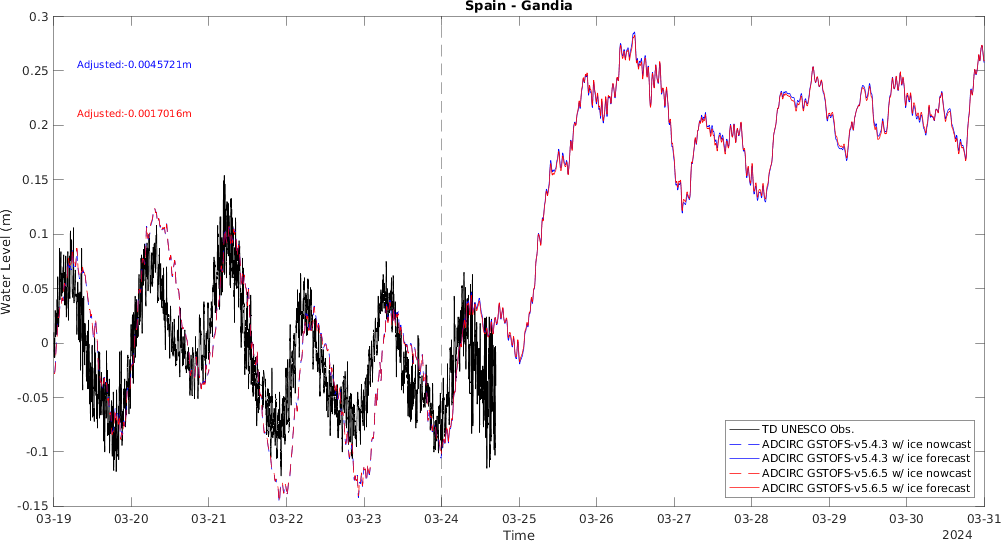 Spain - Gandia
Adjusted:-0.0045721m
Adjusted:-0.0017016m
Water Level (m)
0.3
0.25
0.2
0.15
0.1
0.05
0
-0.05
-0.1
-0.15
TD UNESCO Obs.
ADCIRC GSTOFS-v5.4.3 w/ ice nowcast
ADCIRC GSTOFS-v5.4.3 w/ ice forecast
ADCIRC GSTOFS-v5.6.5 w/ ice nowcast
ADCIRC GSTOFS-v5.6.5 w/ ice forecast
03-19 03-20 03-21 03-22 03-23 03-24 03-25 03-26 03-27 03-28 03-29 03-30 03-31
Time
2024